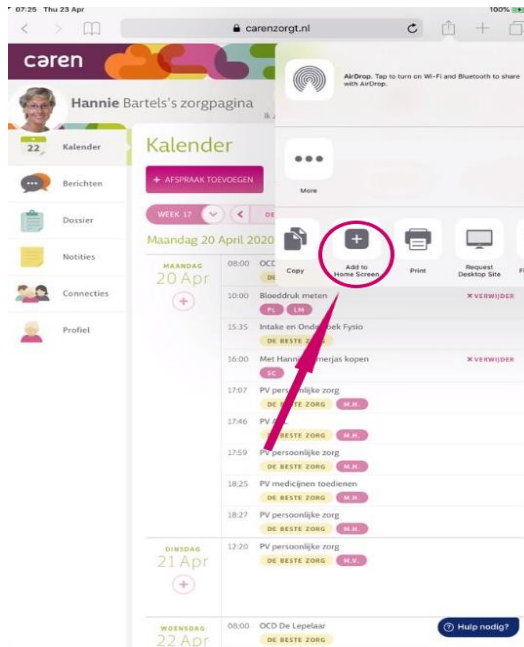 07:25 Thu 23 Apr
100%
carenzorgt.nl
caren
Hannie Bartels's zorgpagina
AirDrop. Tap to turn on Wi-Fi and Bluetooth to share
with AirDrop.
More
Copy
Add to
Home Screen
Print
Request
Desktop Site
22
Kalender
Berichten
Dossier
Notities
Connecties
Profiel
Kalender
+ AFSPRAAK TOEVOEGEN
WEEK 17
Maandag 20 April 2020
MAANDAG
20 Apr
08:00 OCD
10:00 Bloeddruk meten
× VERWIJDER
PL LM
15:35 Intake en Onderzoek Fysio
DE BESTE ZORG
16:00 Met Hannie
kopen
× VERWIJDER
SC
17:07 PV persoonlijke zorg
DE BESTE ZORG M.H.
17:46 PV
BESTE ZORG M.H.
17:59 PV persoonlijke zorg
DE BESTE ZORG M.H.
18:25 PV medicijnen toedienen
DE BESTE ZORG M.H.
18:27 PV persoonlijke zorg
DE BESTE ZORG M.H.
DINSDAG
21 Apr
12:20 PV persoonlijke zorg
DE BESTE ZORG M.V.
WOENSDAG
22 Apr
08:00 OCD De Lepelaar
DE BESTE ZORG
Hulp nodig?